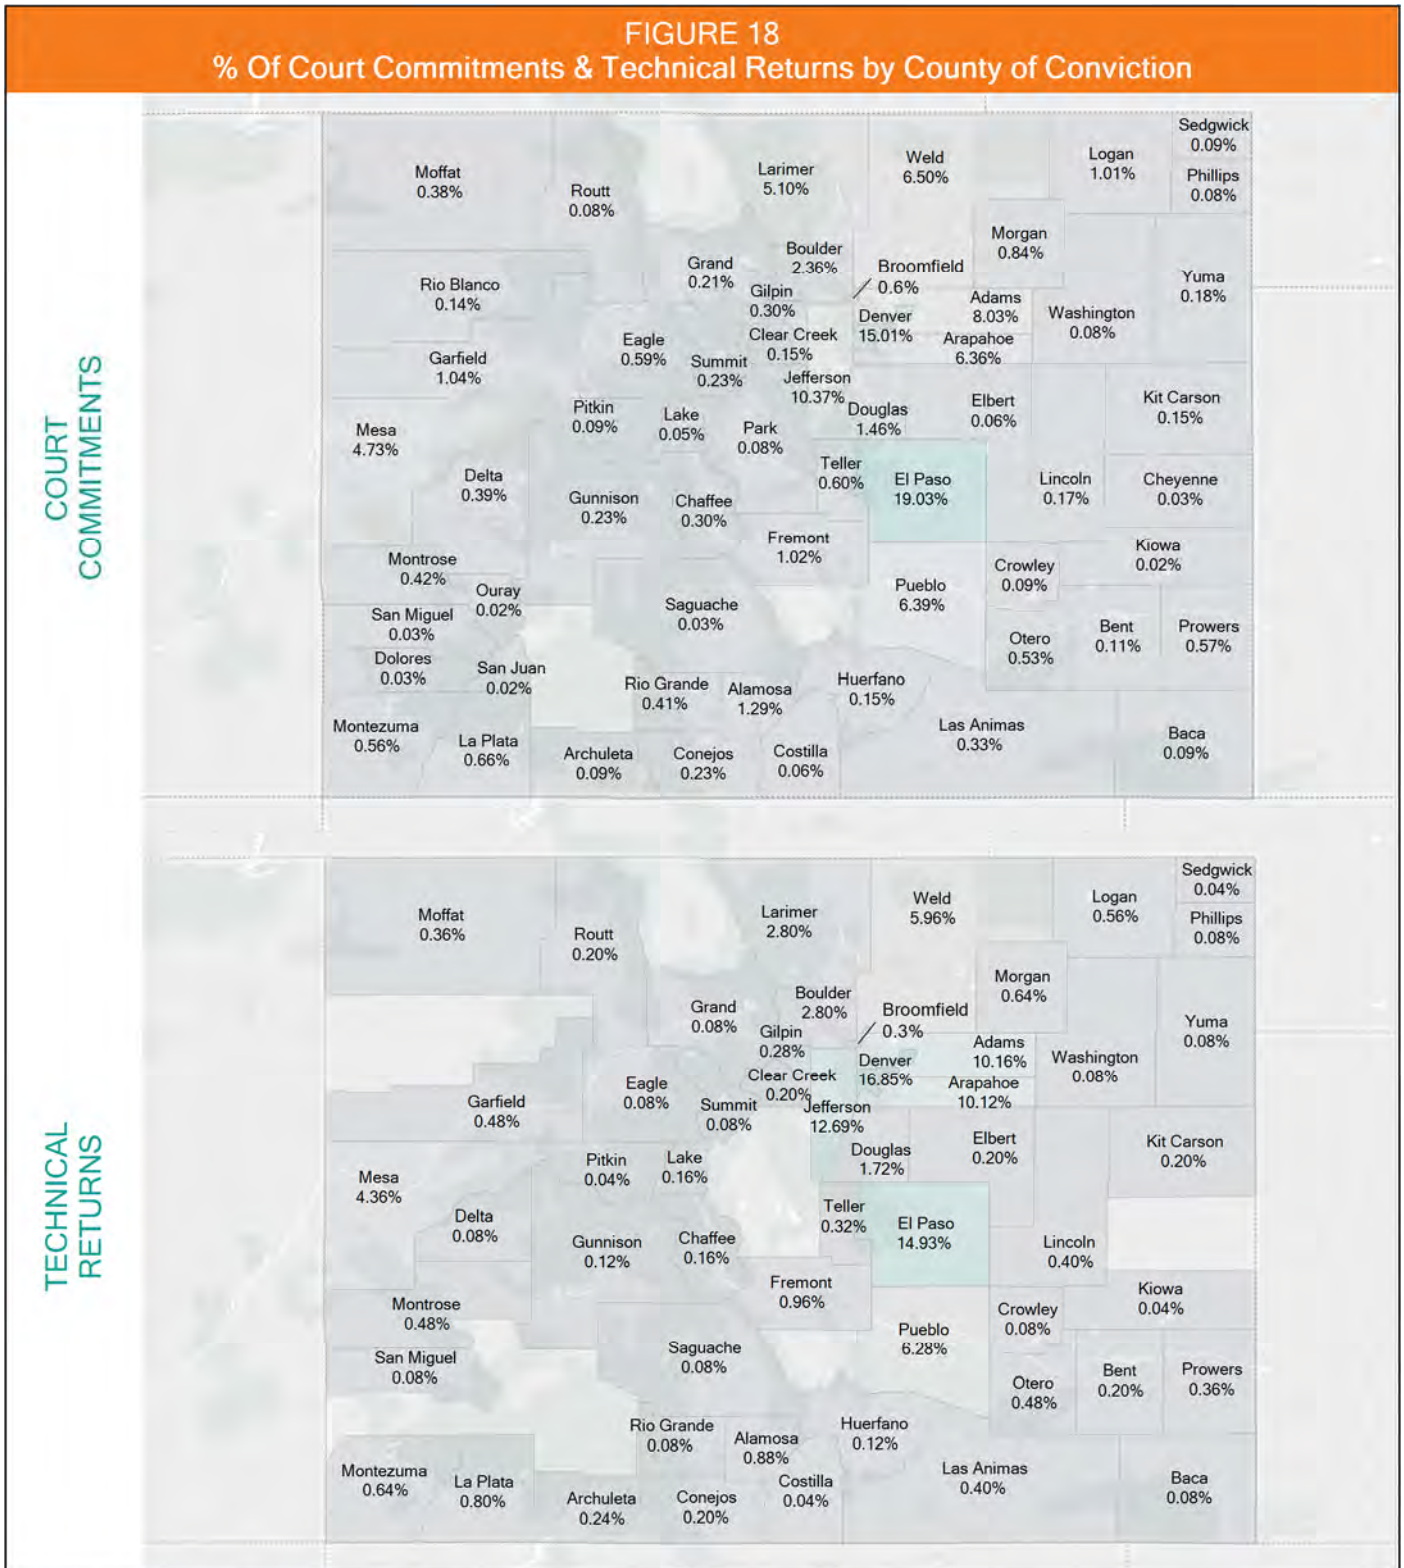 FIGURE 18
% Of Court Commitments & Technical Returns by County of Conviction
COURT
COMMITMENTS
Moffat
0.38%
Routt
0.08%
Larimer
5.10%
Weld
6.50%
Logan
1.01%
Sedgwick
0.09%
Phillips
0.08%
Morgan
0.84%
Rio Blanco
0.14%
Grand
0.21%
Boulder
2.36%
Broomfield
0.6%
Gilpin
0.30%
Yuma
0.18%
Adams
8.03%
Washington
0.08%
Denver
15.01%
Arapahoe
6.36%
Clear Creek
0.15%
Eagle
0.59%
Summit
0.23%
Garfield
1.04%
Jefferson
10.37%
Douglas
1.46%
Elbert
0.06%
Kit Carson
0.15%
Pitkin
0.09%
Lake
0.05%
Park
0.08%
Mesa
4.73%
Delta
0.39%
Gunnison
0.23%
Chaffee
0.30%
Teller
0.60%
El Paso
19.03%
Lincoln
0.17%
Cheyenne
0.03%
Fremont
1.02%
Kiowa
0.02%
Montrose
0.42%
Ouray
0.02%
Crowley
0.09%
Pueblo
6.39%
San Miguel
0.03%
Saguache
0.03%
Otero
0.53%
Bent
0.11%
Prowers
0.57%
Dolores
0.03%
San Juan
0.02%
Rio Grande
0.41%
Alamosa
1.29%
Huerfano
0.15%
Montezuma
0.56%
La Plata
0.66%
Archuleta
0.09%
Conejos
0.23%
Costilla
0.06%
Las Animas
0.33%
Baca
0.09%
TECHNICAL
RETURNS
Moffat
0.36%
Routt
0.20%
Larimer
2.80%
Weld
5.96%
Logan
0.56%
Sedgwick
0.04%
Phillips
0.08%
Morgan
0.64%
Grand
0.08%
Boulder
2.80%
Broomfield
0.3%
Gilpin
0.28%
Yuma
0.08%
Adams
10.16%
Washington
0.08%
Denver
16.85%
Arapahoe
10.12%
Clear Creek
0.20%
Eagle
0.08%
Summit
0.08%
Garfield
0.48%
Jefferson
12.69%
Douglas
1.72%
Elbert
0.20%
Kit Carson
0.20%
Pitkin
0.04%
Lake
0.16%
Mesa
4.36%
Delta
0.08%
Gunnison
0.12%
Chaffee
0.16%
Teller
0.32%
El Paso
14.93%
Lincoln
0.40%
Fremont
0.96%
Kiowa
0.04%
Montrose
0.48%
Crowley
0.08%
Pueblo
6.28%
San Miguel
0.08%
Saguache
0.08%
Otero
0.48%
Bent
0.20%
Prowers
0.36%
Rio Grande
0.08%
Alamosa
0.88%
Huerfano
0.12%
Montezuma
0.64%
La Plata
0.80%
Archuleta
0.24%
Conejos
0.20%
Costilla
0.04%
Las Animas
0.40%
Baca
0.08%